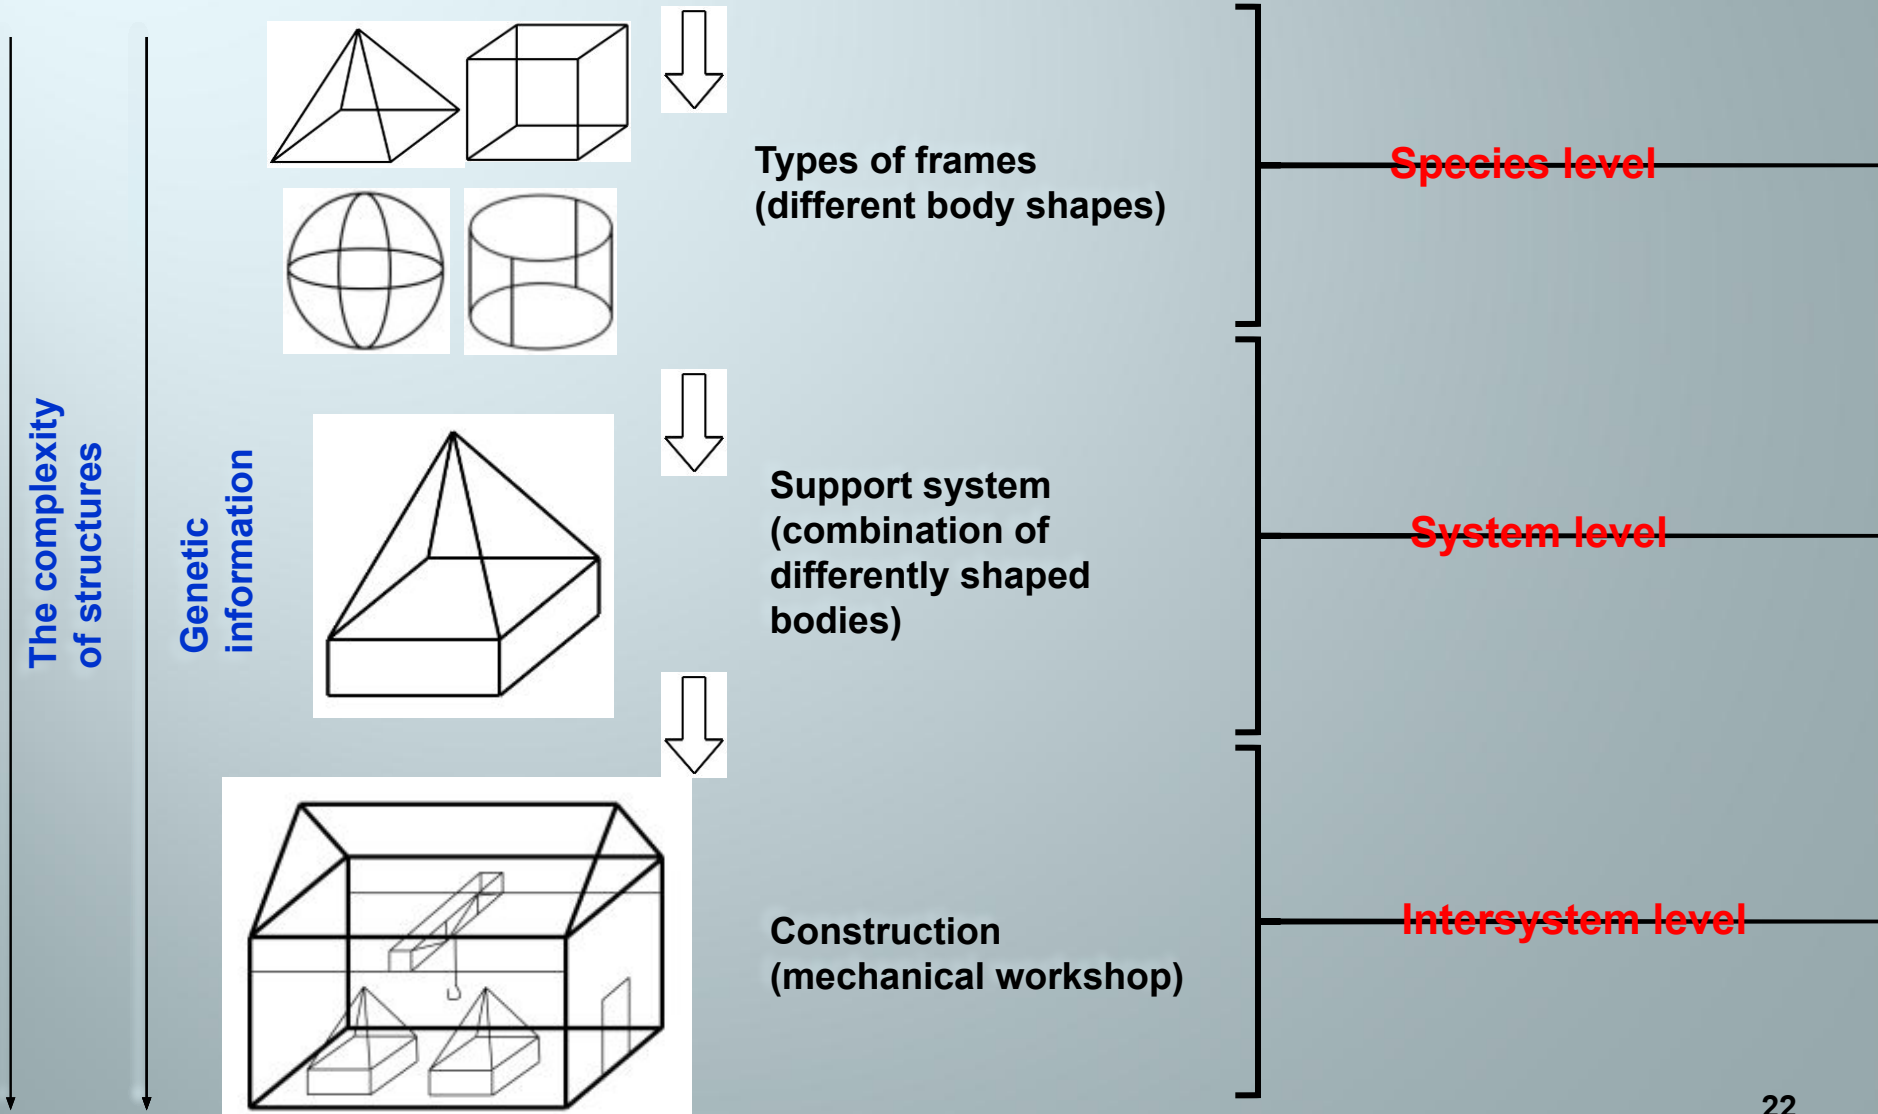 The complexity
of structures
Genetic
information
Types of frames
(different body shapes)
Species level
Support system
(combination of
differently shaped
bodies)
System level
Construction
(mechanical workshop)
Intersystem level
22